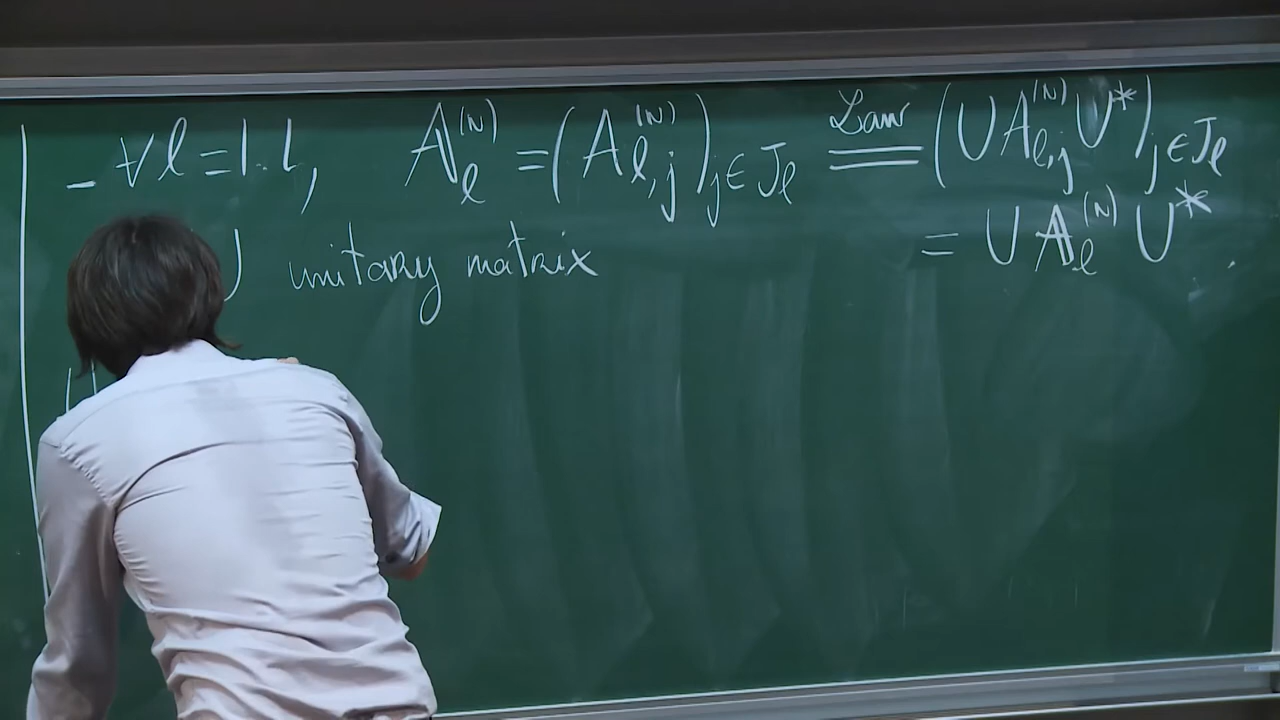 - ∀ℓ=1..L, 𝔸_ℓ^(N) = (A_{ℓ,j}^(N))_{j∈J_ℓ} Law= (U A_{ℓ,j}^(N) U*)_{j∈J_ℓ}
= U 𝔸_ℓ^(N) U*.
U unitary matrix